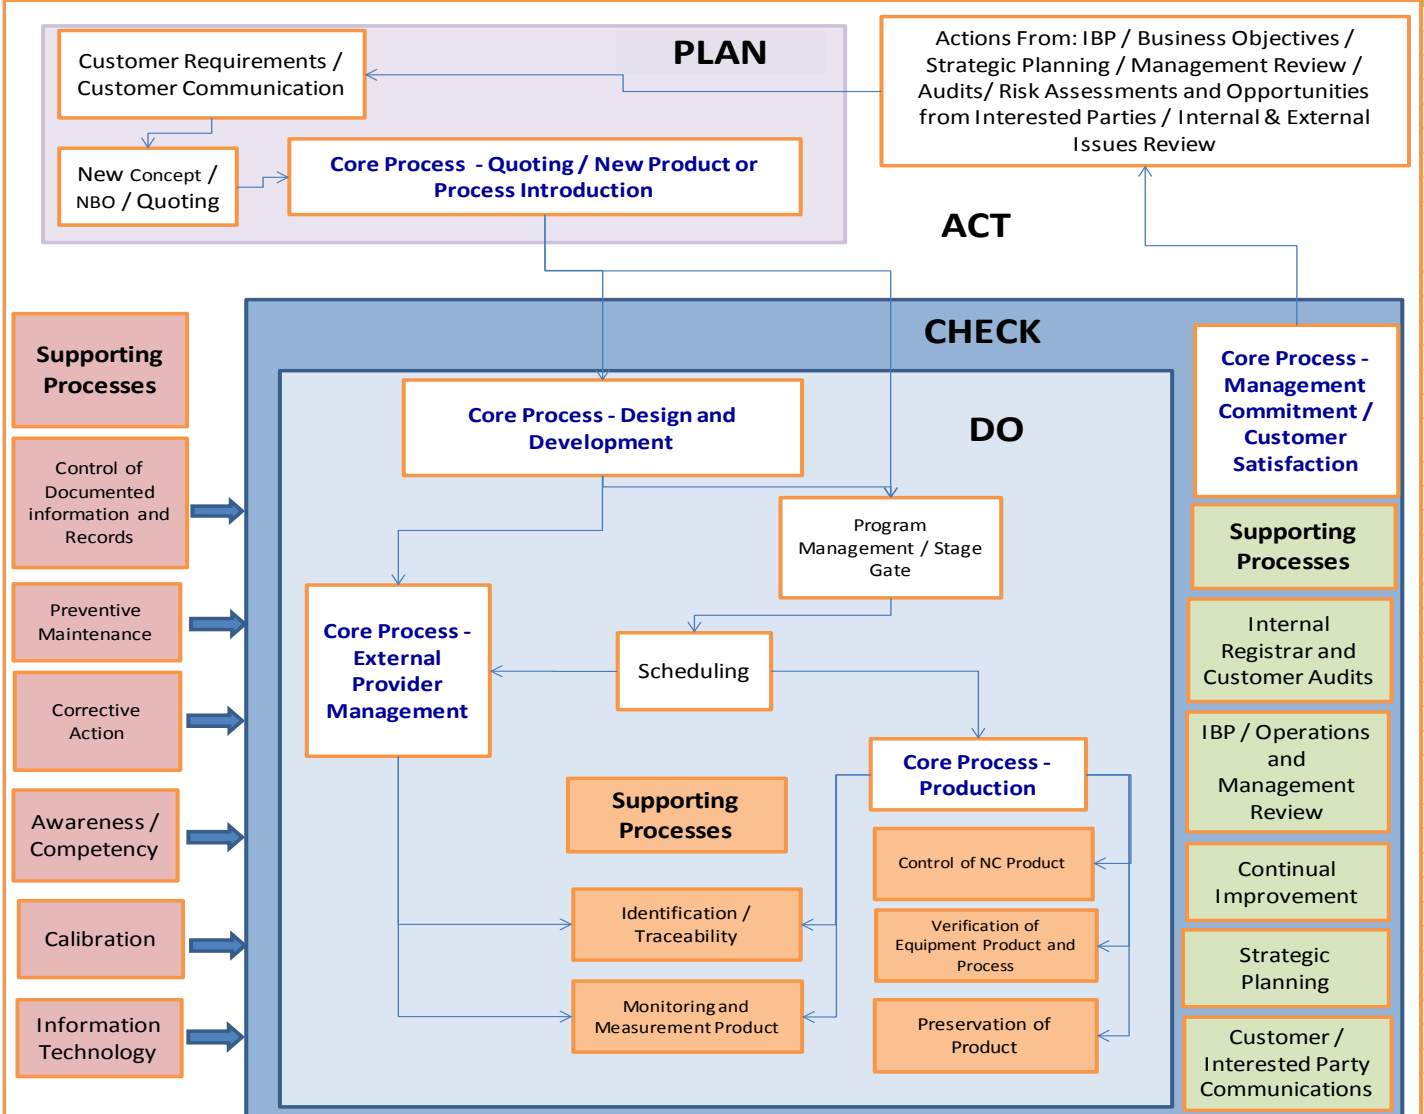 PLAN
Customer Requirements /
Customer Communication
New Concept /
NBO / Quoting
Core Process  - Quoting / New Product or
Process Introduction
Actions From: IBP / Business Objectives /
Strategic Planning / Management Review /
Audits/ Risk Assessments and Opportunities
from Interested Parties / Internal & External
Issues Review
ACT
CHECK
DO
Supporting
Processes
Control of
Documented
information and
Records
Preventive
Maintenance
Corrective
Action
Awareness /
Competency
Calibration
Information
Technology
Core Process - Design and
Development
Program
Management / Stage
Gate
Core Process -
External
Provider
Management
Scheduling
Core Process -
Production
Supporting
Processes
Control of NC Product
Identification /
Traceability
Verification of
Equipment Product and
Process
Monitoring and
Measurement Product
Preservation of
Product
Core Process -
Management
Commitment /
Customer
Satisfaction
Supporting
Processes
Internal
Registrar and
Customer Audits
IBP / Operations
and
Management
Review
Continual
Improvement
Strategic
Planning
Customer /
Interested Party
Communications